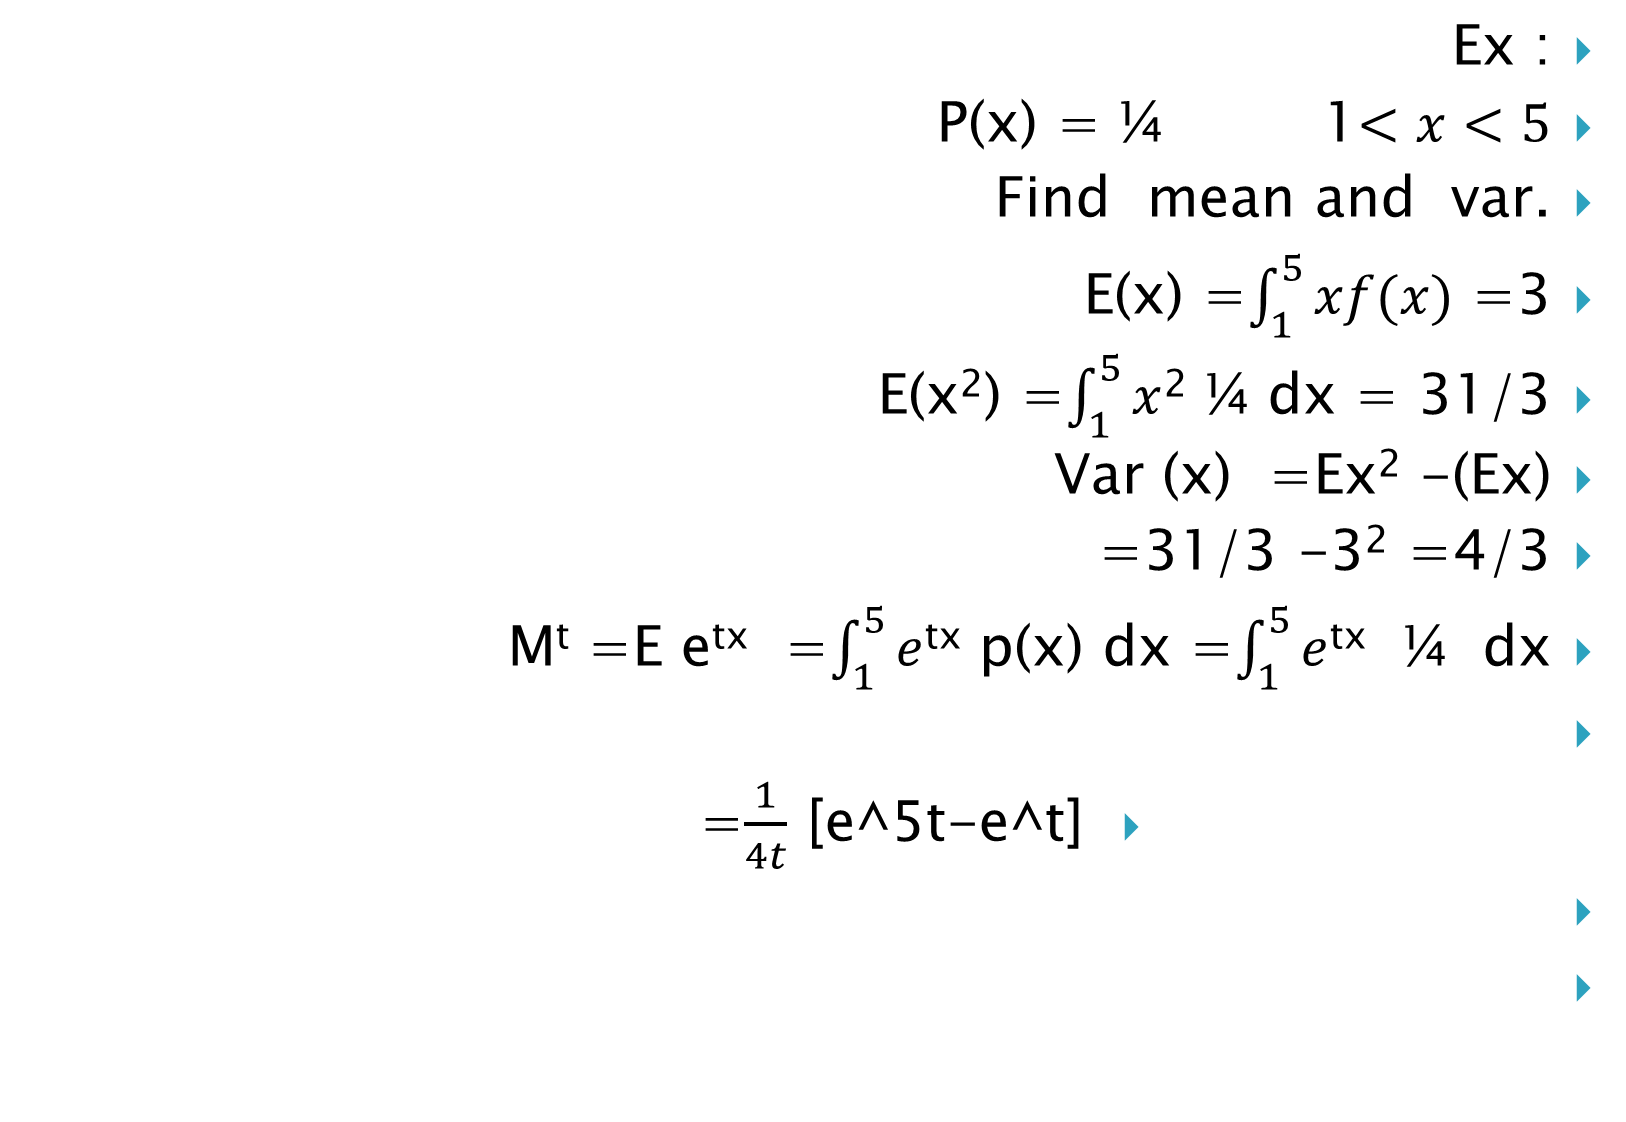 Ex :
P(x) = ¼ 1< x < 5
Find mean and var.
E(x) =∫₁⁵ xf(x) =3
E(x²) =∫₁⁵ x² ¼ dx = 31/3
Var (x) =Ex² –(Ex)
=31/3 –3² =4/3
Mᵗ =E eᵗˣ =∫₁⁵ eᵗˣ p(x) dx =∫₁⁵ eᵗˣ ¼ dx
=1/4t [e^5t–e^t]